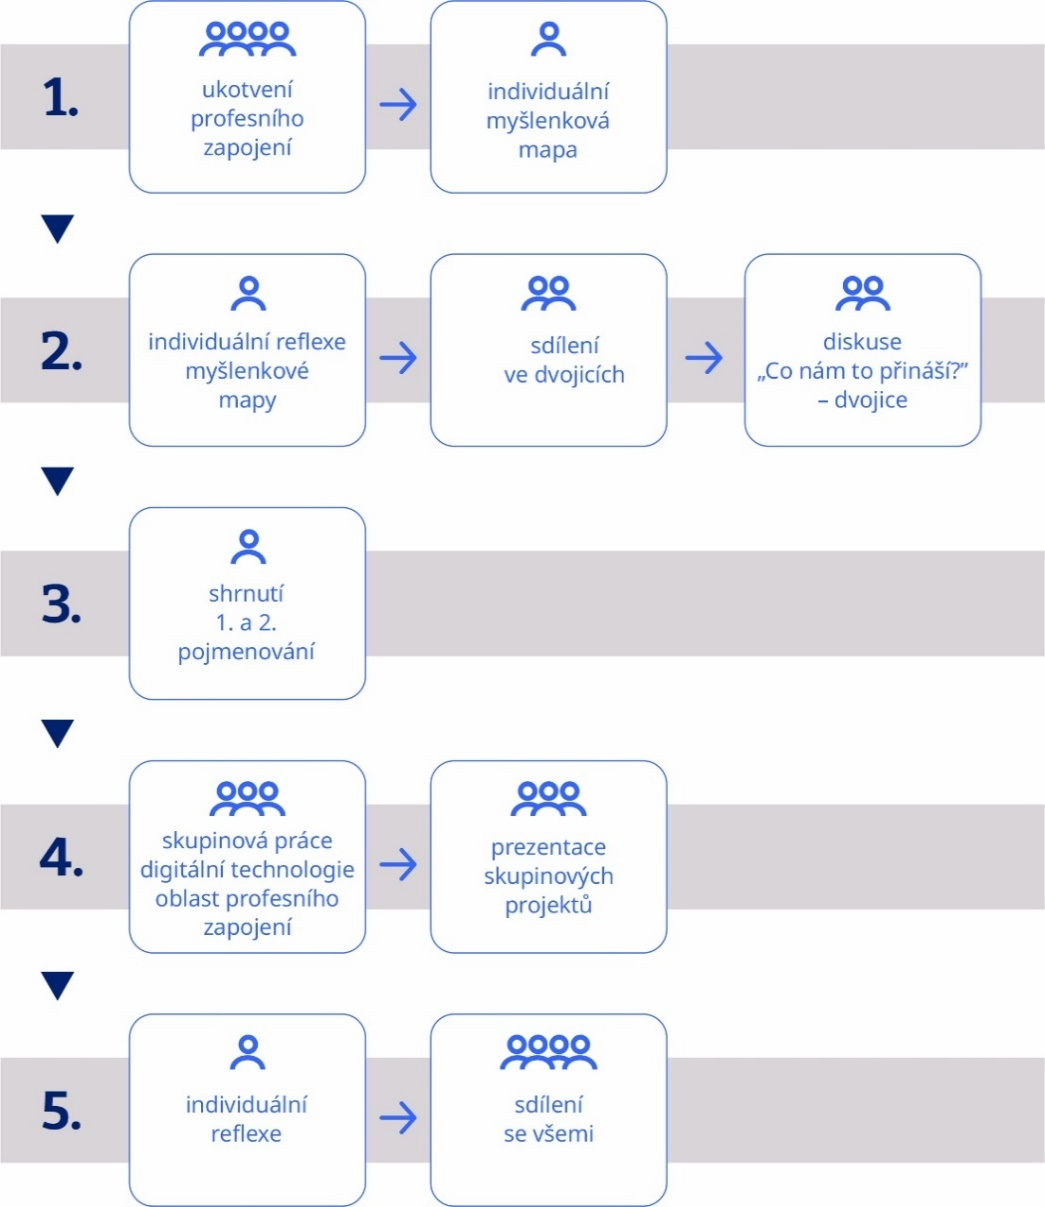 1.
ukotvení
profesního
zapojení
individuální
myšlenková
mapa
2.
individuální reflexe
myšlenkové
mapy
sdílení
ve dvojicích
diskuse
„Co nám to přináší?”
– dvojice
3.
shrnutí
1. a 2.
pojmenování
4.
skupinová práce
digitální technologie
oblast profesního
zapojení
prezentace
skupinových
projektů
5.
individuální
reflexe
sdílení
se všemi